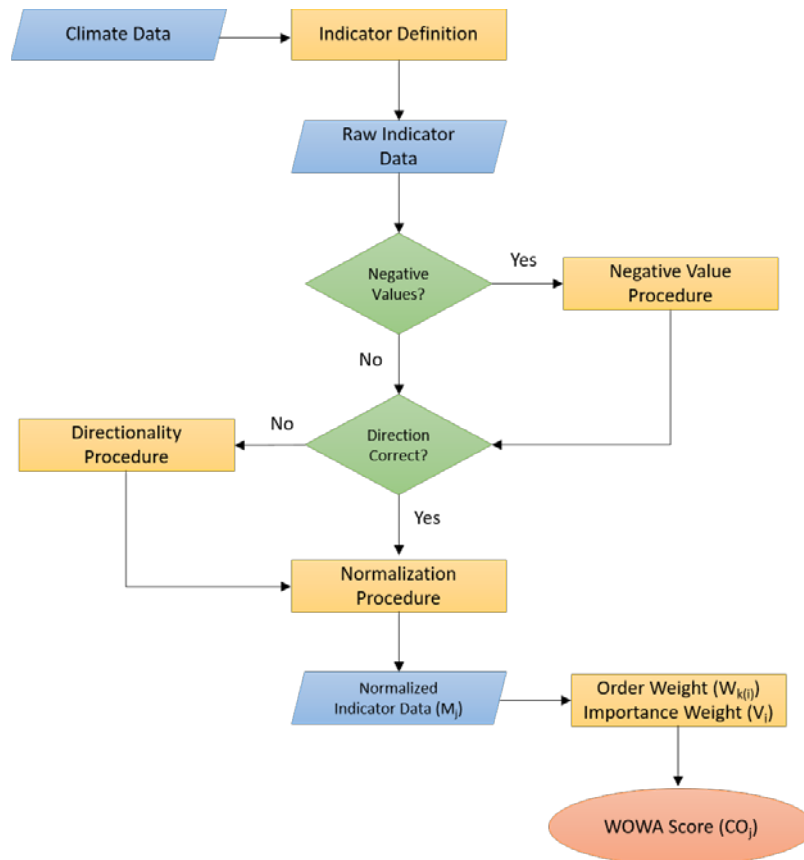 Climate Data
Indicator Definition
Raw Indicator
Data
Negative
Values?
Yes
Negative Value
Procedure
No
Direction
Correct?
No
Directionality
Procedure
Yes
Normalization
Procedure
Normalized
Indicator Data (Mj)
Order Weight (Wk(i))
Importance Weight (Vi)
WOWA Score (COj)